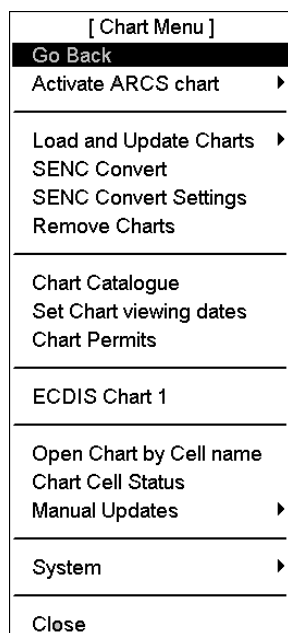 [ Chart Menu ]
Go Back
Activate ARCS chart
Load and Update Charts
SENC Convert
SENC Convert Settings
Remove Charts
Chart Catalogue
Set Chart viewing dates
Chart Permits
ECDIS Chart 1
Open Chart by Cell name
Chart Cell Status
Manual Updates
System
Close